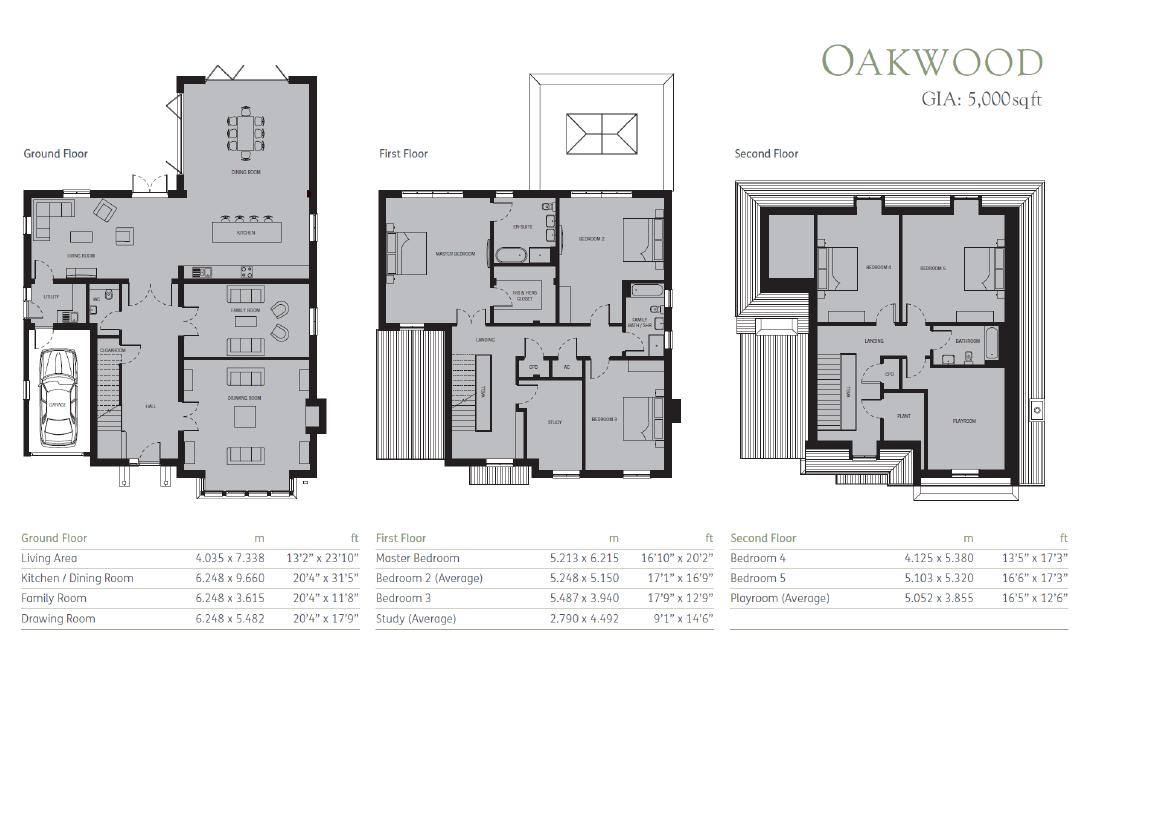 OAKWOOD
GIA: 5,000sqft
Ground Floor
DINING ROOM
KITCHEN
LIVING ROOM
UTILITY
WC
FAMILY ROOM
CLOAKROOM
GARAGE
HALL
DRAWING ROOM
First Floor
EN-SUITE
BEDROOM 2
MASTER BEDROOM
HIS & HERS
CLOSET
FAMILY
BATH / SHR
LANDING
CPD
AC
WELL
STUDY
BEDROOM 3
Second Floor
BEDROOM 4
BEDROOM 5
LANDING
BATHROOM
CPD
WELL
PLANT
PLAYROOM
Ground Floor m ft
Living Area 4.035 x 7.338 13'2" x 23'10"
Kitchen / Dining Room 6.248 x 9.660 20'4" x 31'5"
Family Room 6.248 x 3.615 20'4" x 11'8"
Drawing Room 6.248 x 5.482 20'4" x 17'9"
First Floor m ft
Master Bedroom 5.213 x 6.215 16'10" x 20'2"
Bedroom 2 (Average) 5.248 x 5.150 17'1" x 16'9"
Bedroom 3 5.487 x 3.940 17'9" x 12'9"
Study (Average) 2.790 x 4.492 9'1" x 14'6"
Second Floor m ft
Bedroom 4 4.125 x 5.380 13'5" x 17'3"
Bedroom 5 5.103 x 5.320 16'6" x 17'3"
Playroom (Average) 5.052 x 3.855 16'5" x 12'6"